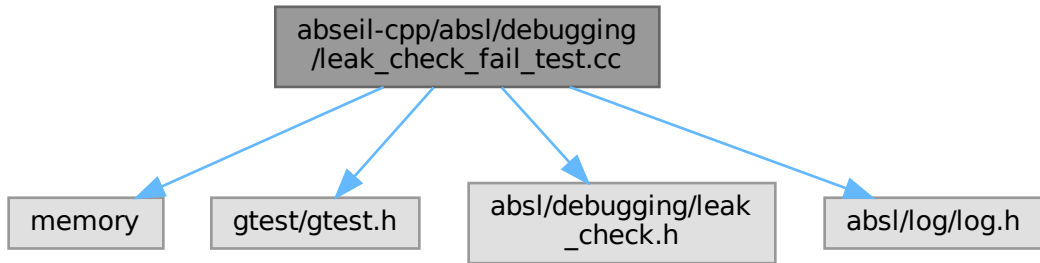 abseil-cpp/absl/debugging
/leak_check_fail_test.cc
memory
gtest/gtest.h
absl/debugging/leak
_check.h
absl/log/log.h